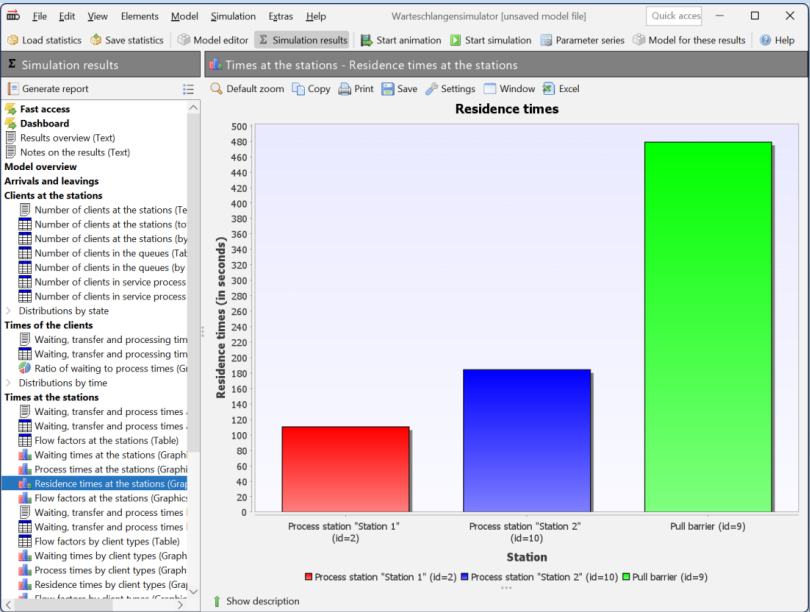 File Edit View Elements Model Simulation Extras Help Warteschlangensimulator [unsaved model file] Quick acces
Load statistics Save statistics Model editor Σ Simulation results Start animation Start simulation Parameter series Model for these results Help
Σ Simulation results
Times at the stations - Residence times at the stations
Generate report
Default zoom Copy Print Save Settings Window Excel
Fast access
Dashboard
Results overview (Text)
Notes on the results (Text)
Model overview
Arrivals and leavings
Clients at the stations
Number of clients at the stations (Te
Number of clients at the stations (to
Number of clients at the stations (by
Number of clients in the queues (Tab
Number of clients in the queues (by
Number of clients in service process
Number of clients in service process
Distributions by state
Times of the clients
Waiting, transfer and processing tim
Waiting, transfer and processing tim
Ratio of waiting to process times (Gr
Distributions by time
Times at the stations
Waiting, transfer and process times
Waiting, transfer and process times
Flow factors at the stations (Table)
Waiting times at the stations (Graphi
Process times at the stations (Graphi
Residence times at the stations (Grap
Flow factors at the stations (Graphics
Waiting, transfer and process times
Waiting, transfer and process times
Flow factors by client types (Table)
Waiting times by client types (Graph
Process times by client types (Graph
Residence times by client types (Gra
Flow factors by client types (Graphic
Residence times
Residence times (in seconds)
500
480
460
440
420
400
380
360
340
320
300
280
260
240
220
200
180
160
140
120
100
80
60
40
20
0
Process station "Station 1"
(id=2)
Process station "Station 2"
(id=10)
Pull barrier (id=9)
Station
Process station "Station 1" (id=2) Process station "Station 2" (id=10) Pull barrier (id=9)
Show description